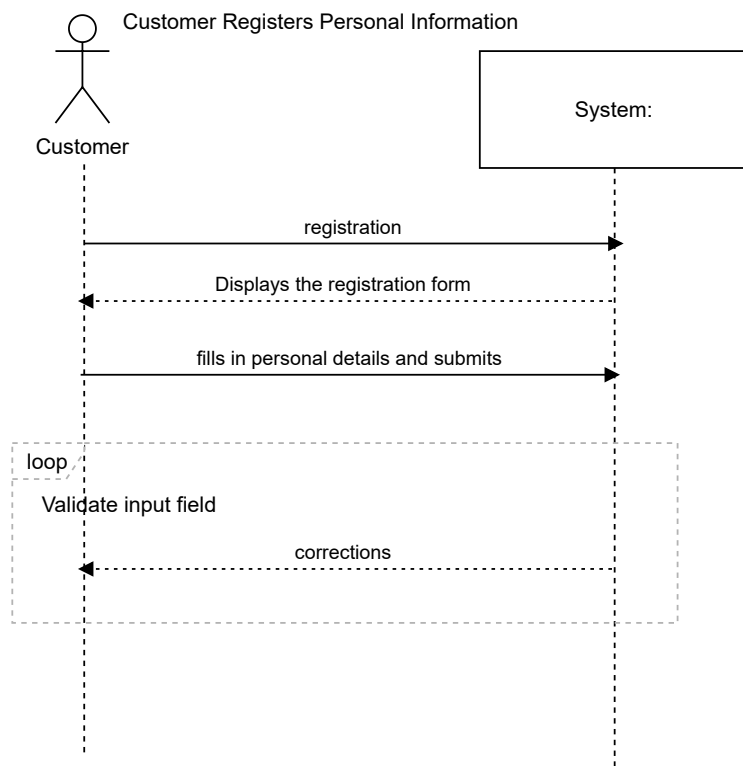 Customer Registers Personal Information
System:
Customer
registration
Displays the registration form
fills in personal details and submits
loop
Validate input field
corrections